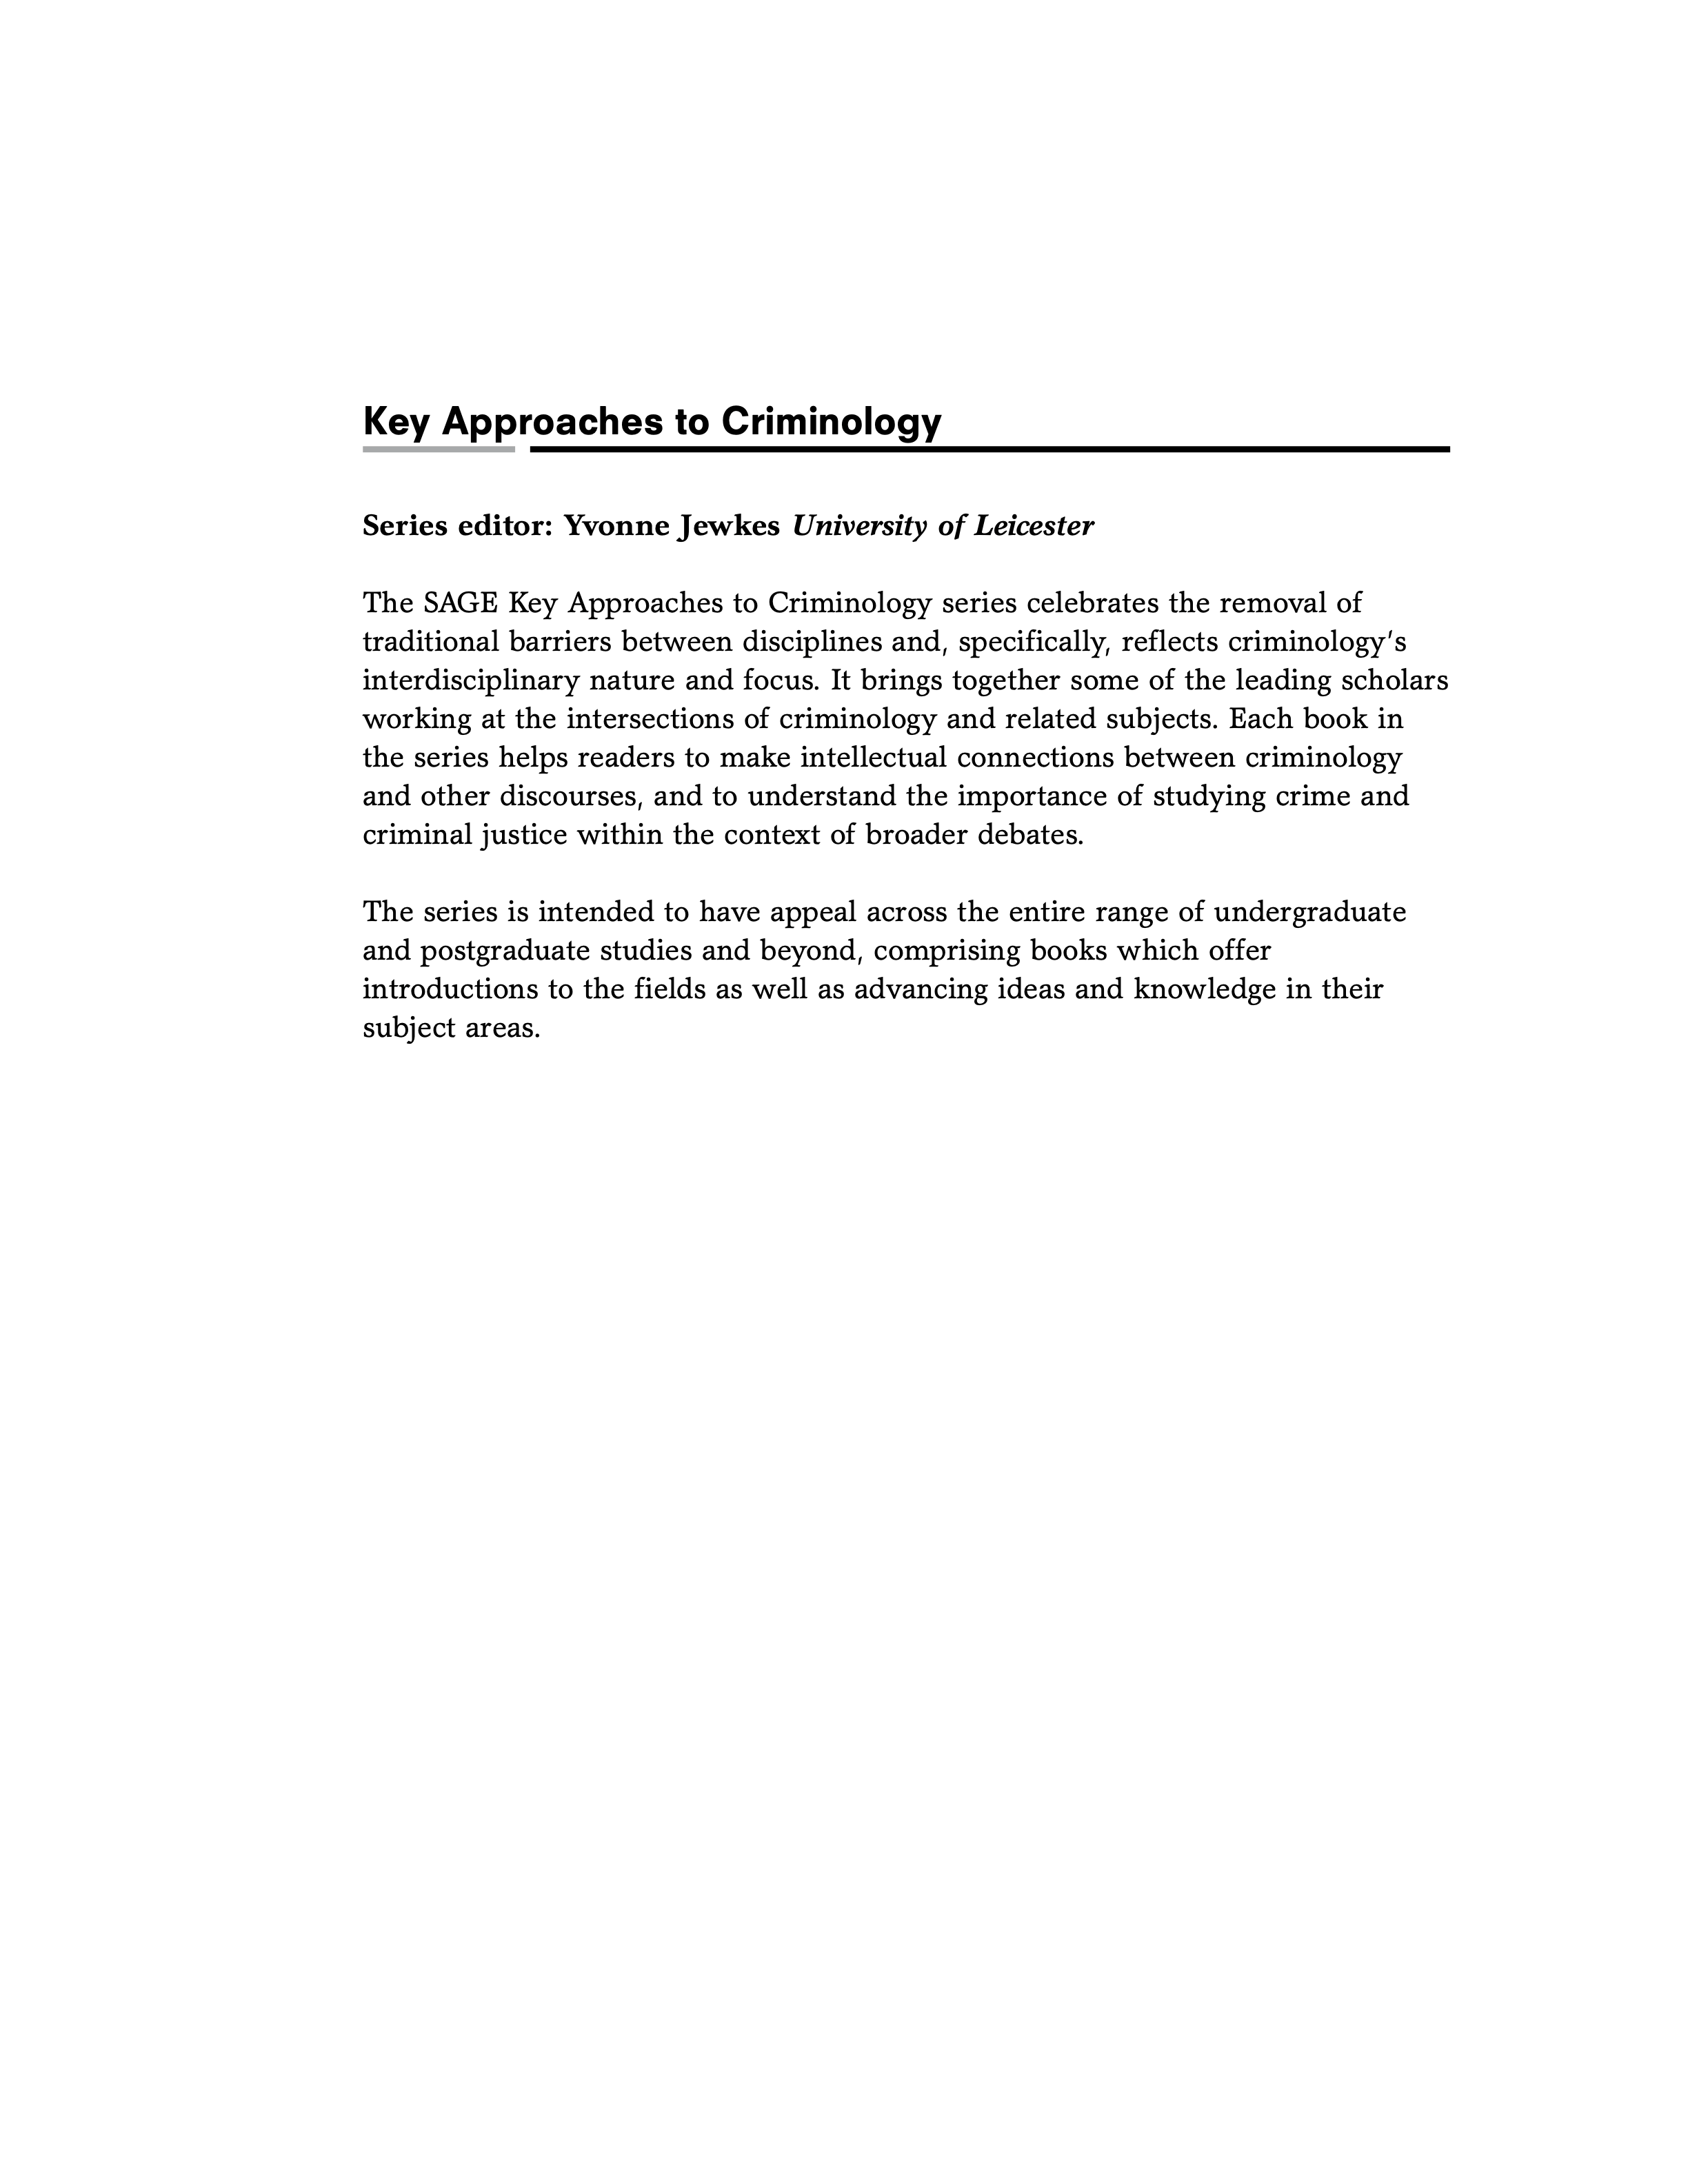 Key Approaches to Criminology
Series editor: Yvonne Jewkes University of Leicester
The SAGE Key Approaches to Criminology series celebrates the removal of
traditional barriers between disciplines and, specifically, reflects criminology’s
interdisciplinary nature and focus. It brings together some of the leading scholars
working at the intersections of criminology and related subjects. Each book in
the series helps readers to make intellectual connections between criminology
and other discourses, and to understand the importance of studying crime and
criminal justice within the context of broader debates.
The series is intended to have appeal across the entire range of undergraduate
and postgraduate studies and beyond, comprising books which offer
introductions to the fields as well as advancing ideas and knowledge in their
subject areas.